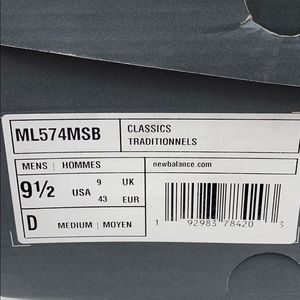 ML574MSB
CLASSICS
TRADITIONNELS
MENS | HOMMES
newbalance.com
9½ USA
9 UK
43 EUR
D MEDIUM | MOYEN
1 92983 78420 3